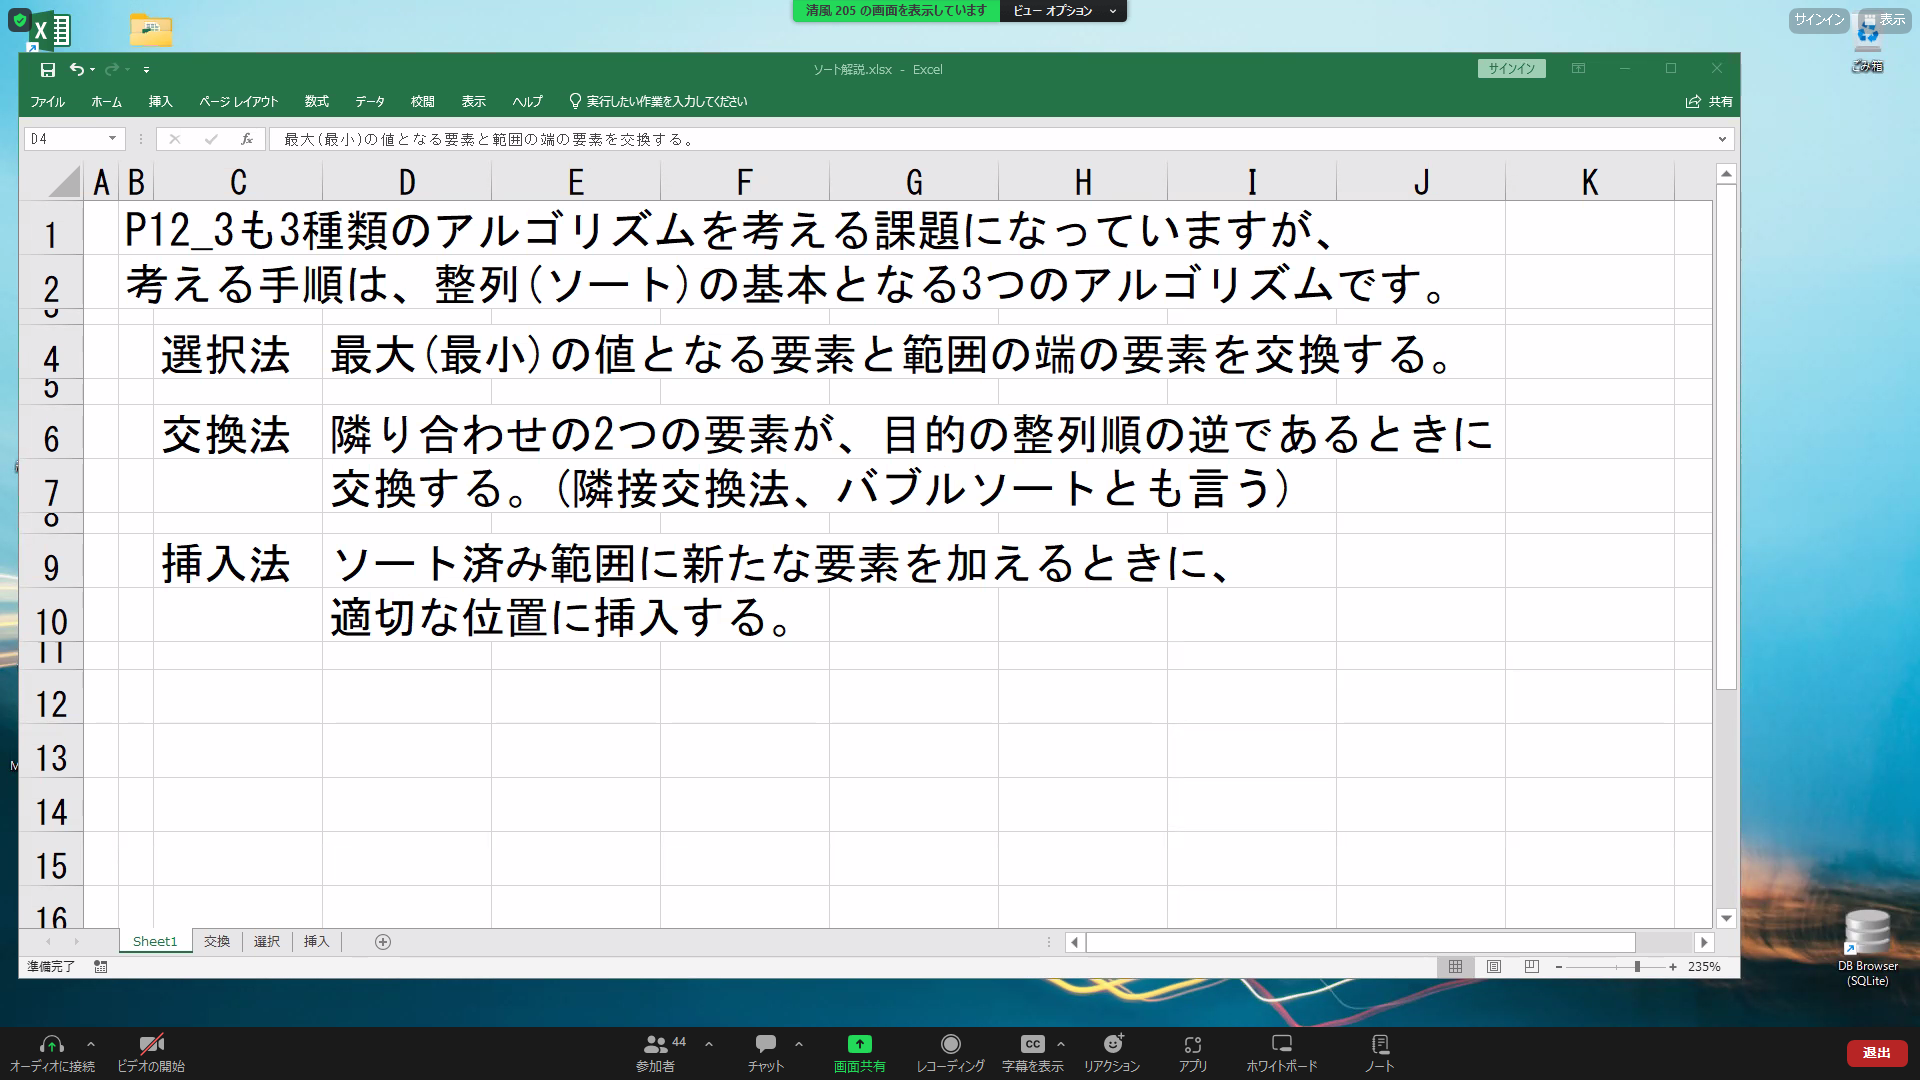 清風 205 の画面を表示しています ビュー オプション
サインイン 表示
ごみ箱
ソート解説.xlsx - Excel サインイン
ファイル ホーム 挿入 ページ レイアウト 数式 データ 校閲 表示 ヘルプ 実行したい作業を入力してください 共有
D4 fx 最大(最小)の値となる要素と範囲の端の要素を交換する。
A B C D E F G H I J K
1 P12_3も3種類のアルゴリズムを考える課題になっていますが、
2 考える手順は、整列(ソート)の基本となる3つのアルゴリズムです。
3
4 選択法 最大(最小)の値となる要素と範囲の端の要素を交換する。
5
6 交換法 隣り合わせの2つの要素が、目的の整列順の逆であるときに
7 交換する。(隣接交換法、バブルソートとも言う)
8
9 挿入法 ソート済み範囲に新たな要素を加えるときに、
10 適切な位置に挿入する。
11
12
13
14
15
16
Sheet1 交換 選択 挿入
準備完了 235%
DB Browser
(SQLite)
オーディオに接続 ビデオの開始 参加者 44 チャット 画面共有 レコーディング CC 字幕を表示 リアクション アプリ ホワイトボード ノート 退出